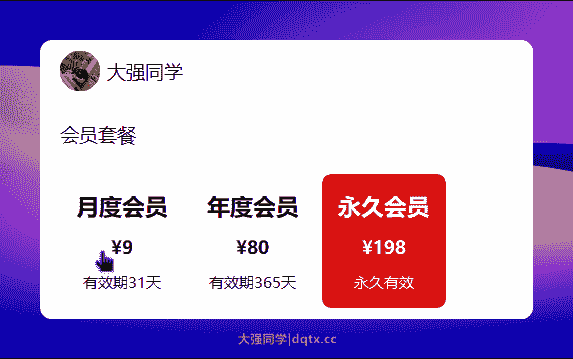 大强同学
会员套餐
月度会员 年度会员 永久会员
¥9 ¥80 ¥198
有效期31天 有效期365天 永久有效
大强同学|dqtx.cc